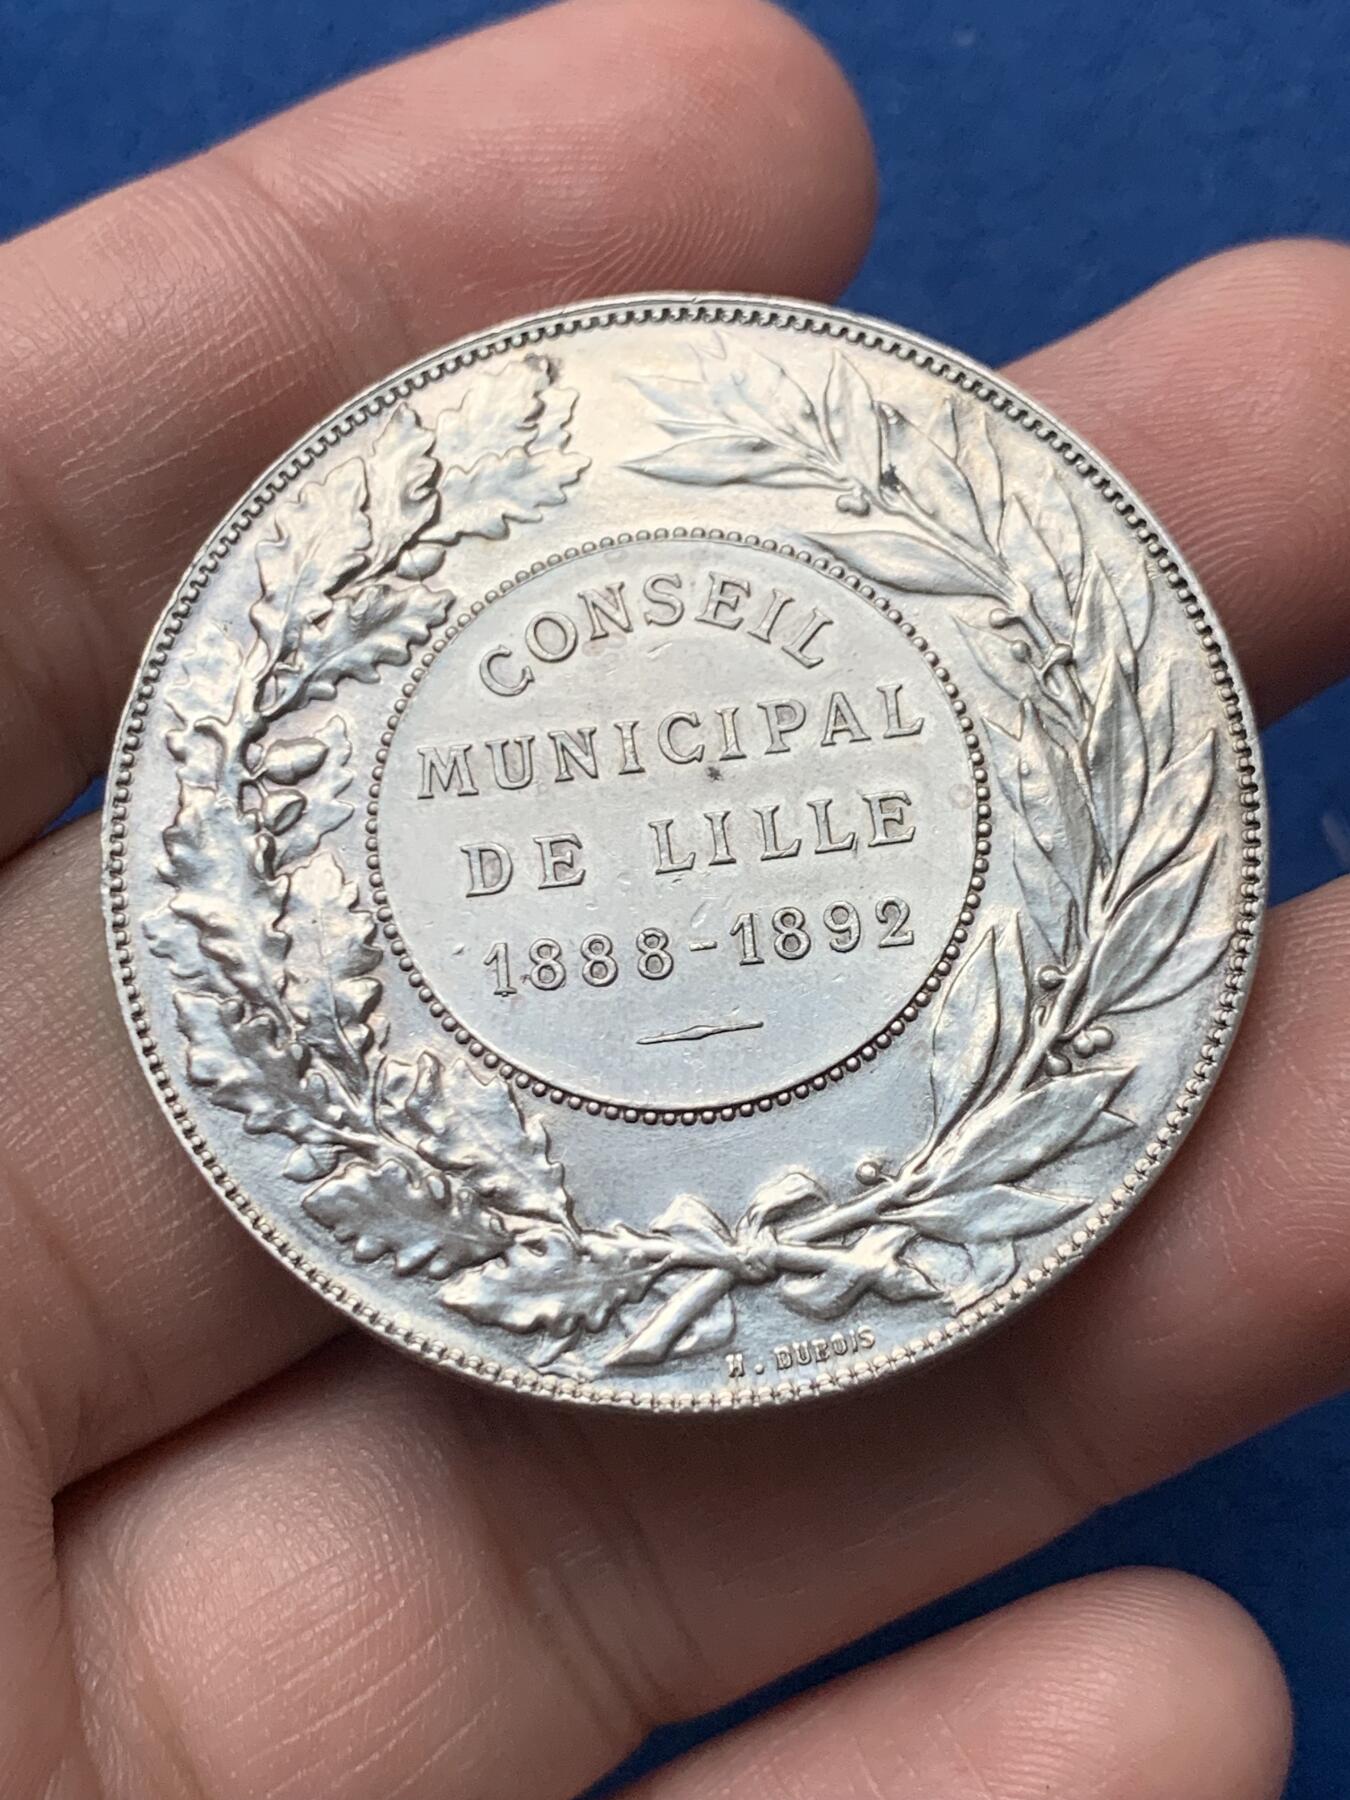 CONSEIL
MUNICIPAL
DE LILLE
1888-1892
H. DUBOIS